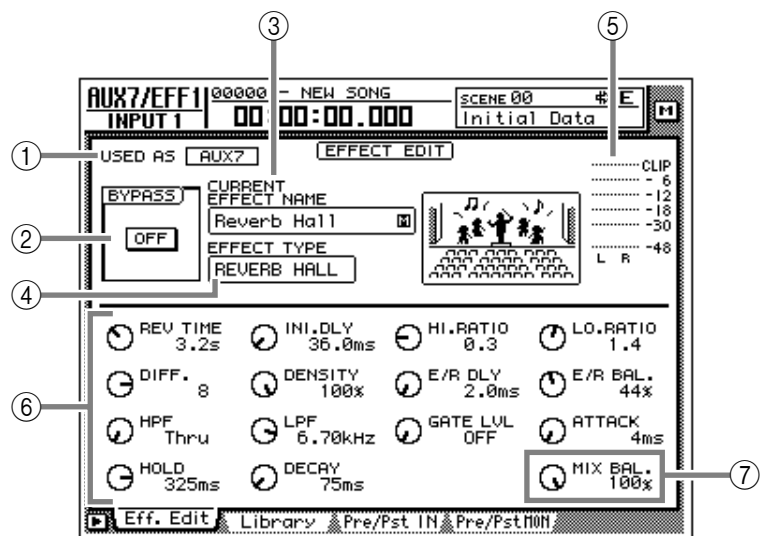 ③ ⑤
AUX7/EFF1 00000 - NEW SONG SCENE 00 E
INPUT 1 00:00:00.000 Initial Data M
① USED AS AUX7 EFFECT EDIT CLIP
- 6
-12
-18
-30
-48
L R
BYPASS
② OFF
CURRENT
EFFECT NAME
Reverb Hall M
EFFECT TYPE
④ REVERB HALL
⑥
REV TIME INI.DLY HI.RATIO LO.RATIO
3.2s 36.0ms 0.3 1.4
DIFF. DENSITY E/R DLY E/R BAL.
8 100% 2.0ms 44%
HPF LPF GATE LVL ATTACK
Thru 6.70kHz OFF 4ms
HOLD DECAY MIX BAL. ⑦
325ms 75ms 100%
Eff. Edit Library Pre/Pst IN Pre/Pst MON